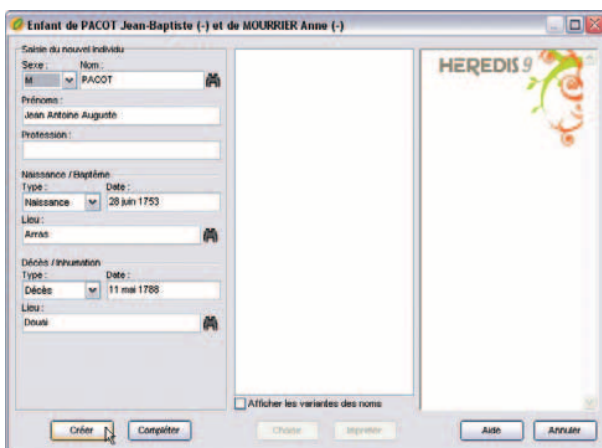 Enfant de PACOT Jean-Baptiste (-) et de MOURRIER Anne (-)
Saisie du nouvel individu
Sexe : Nom :
M PACOT
Prénoms :
Jean Antoine Auguste
Profession :
Naissance / Baptême
Type : Date :
Naissance 28 juin 1753
Lieu :
Arras
Décès / Inhumation
Type : Date :
Décès 11 mai 1788
Lieu :
Douai
HEREDIS 9
Afficher les variantes des noms
Créer Compléter Choisir Imprimer Aide Annuler